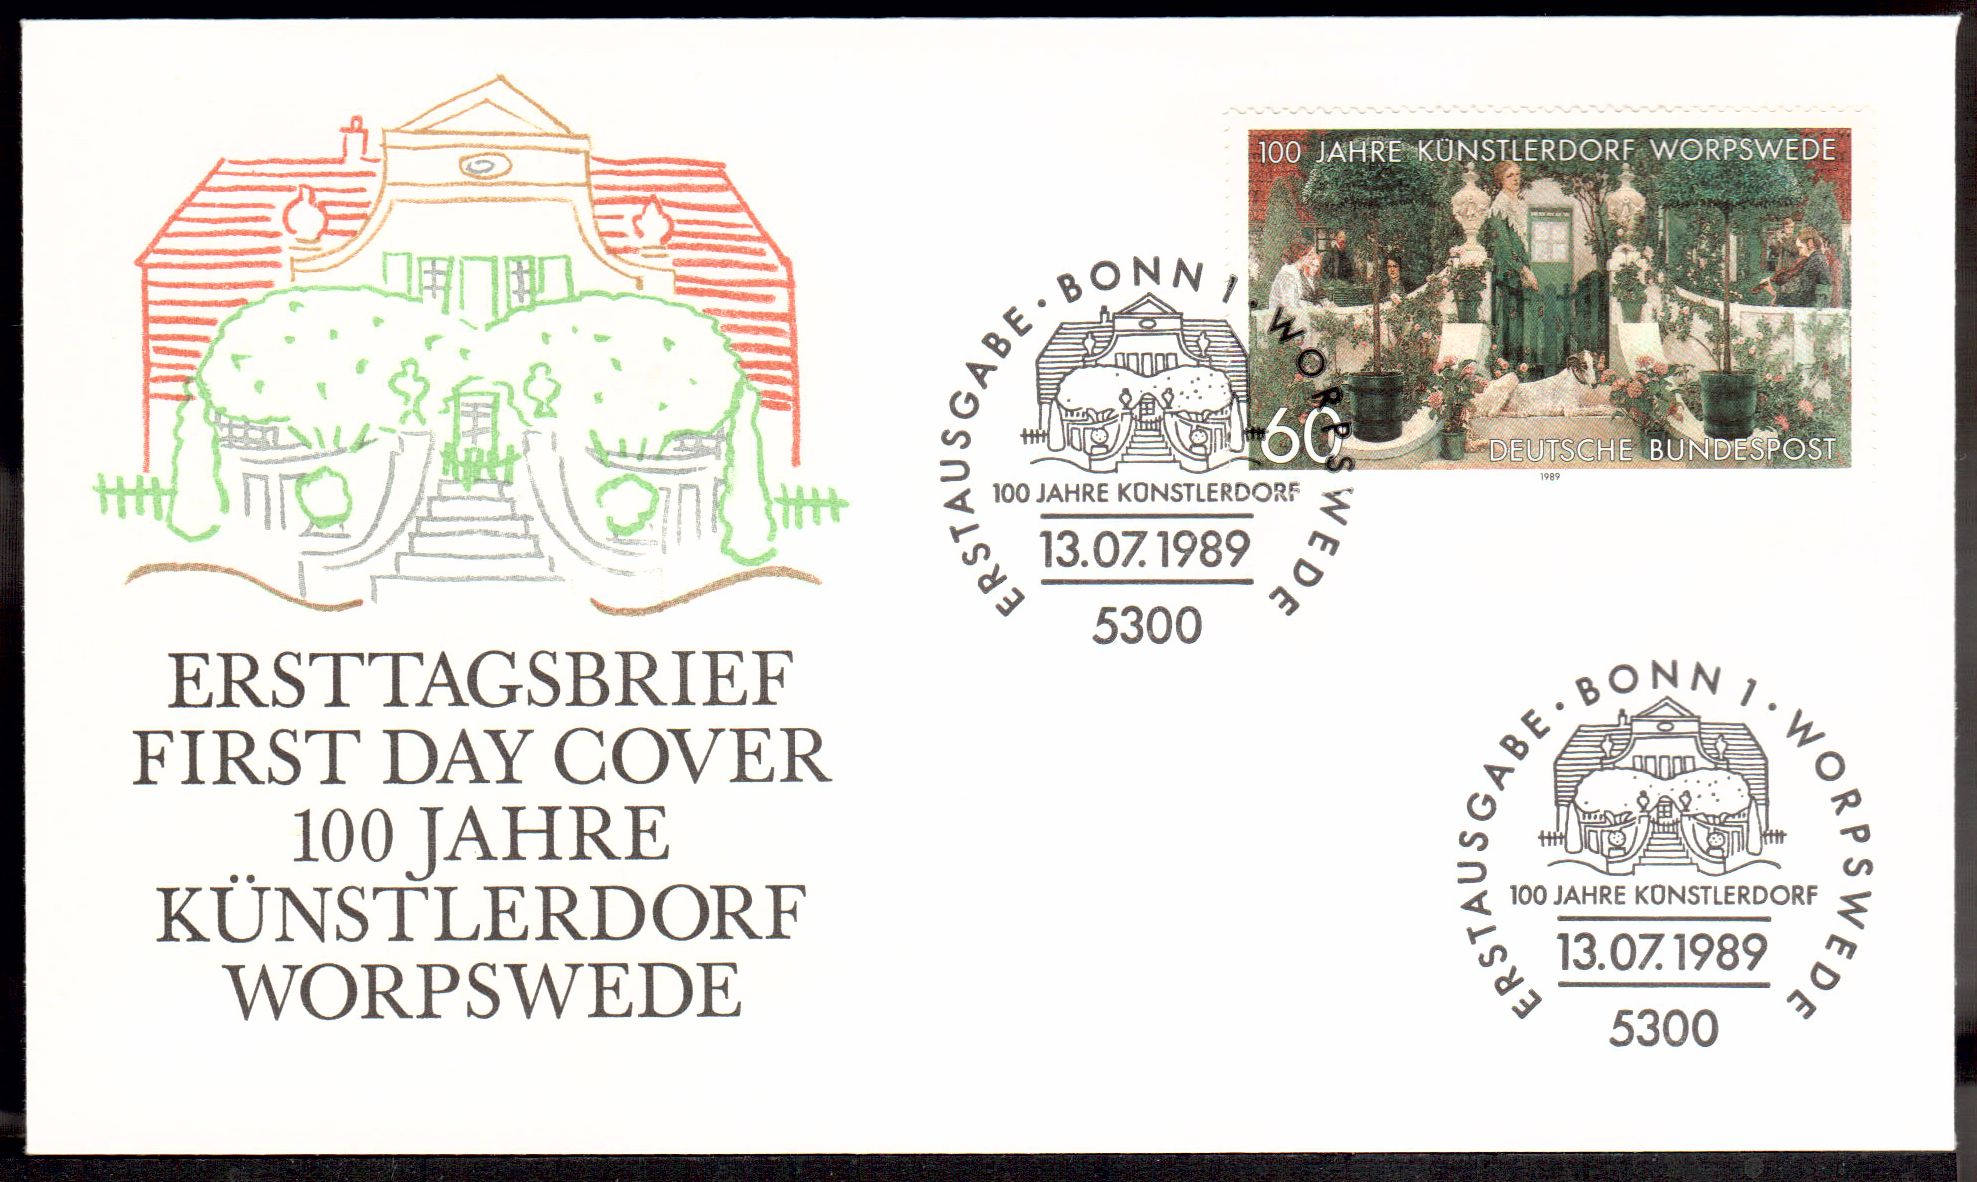 ERSTTAGSBRIEF
FIRST DAY COVER
100 JAHRE
KÜNSTLERDORF
WORPSWEDE
100 JAHRE KÜNSTLERDORF WORPSWEDE
60
DEUTSCHE BUNDESPOST
1989
ERSTAUSGABE · BONN 1 · WORPSWEDE
100 JAHRE KÜNSTLERDORF
13.07.1989
5300
ERSTAUSGABE · BONN 1 · WORPSWEDE
100 JAHRE KÜNSTLERDORF
13.07.1989
5300